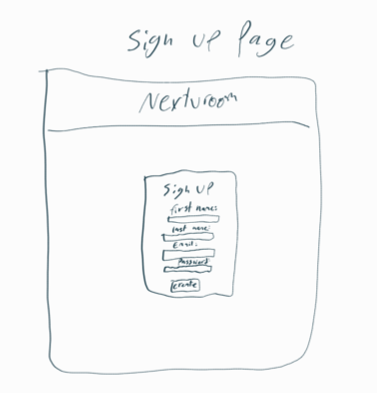 Sign up Page
Nexturoom
Sign up
first name:
last name:
Email:
Password
create